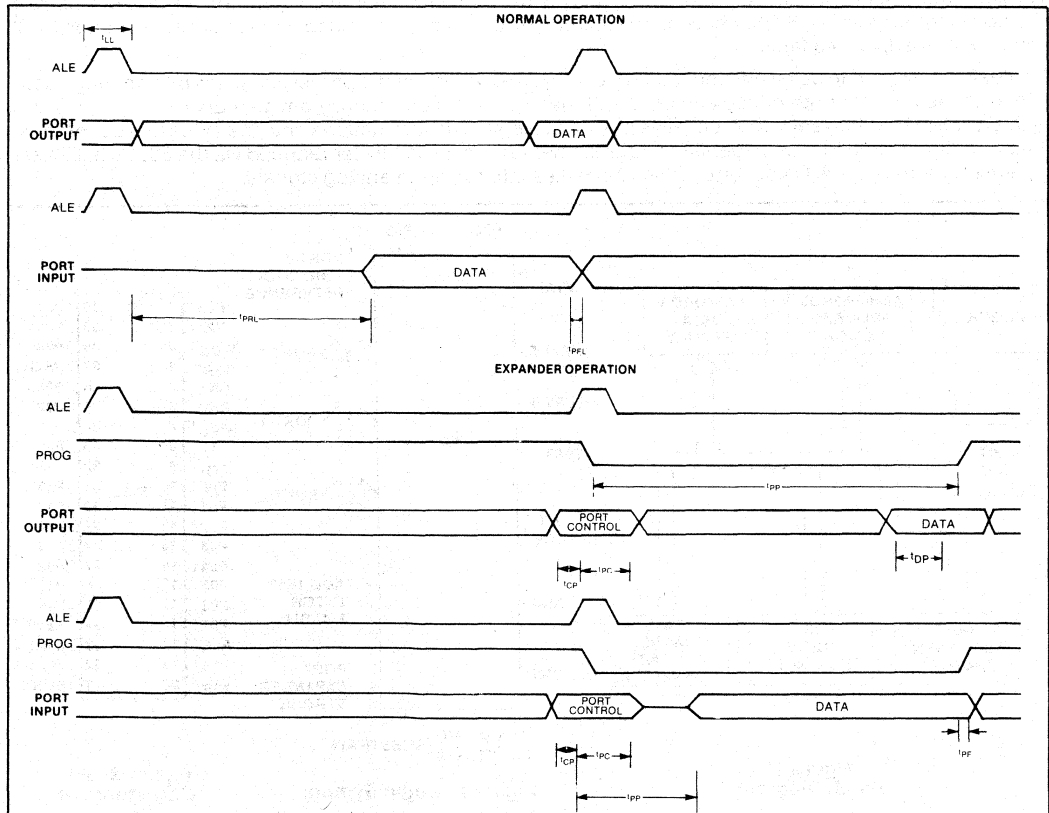 NORMAL OPERATION
tLL
ALE
PORT OUTPUT
DATA
ALE
PORT INPUT
DATA
tPRL
tPFL
EXPANDER OPERATION
ALE
PROG
tPP
PORT OUTPUT
PORT CONTROL
DATA
tDP
tCP
tPC
ALE
PROG
PORT INPUT
PORT CONTROL
DATA
tPF
tCP
tPC
tPP